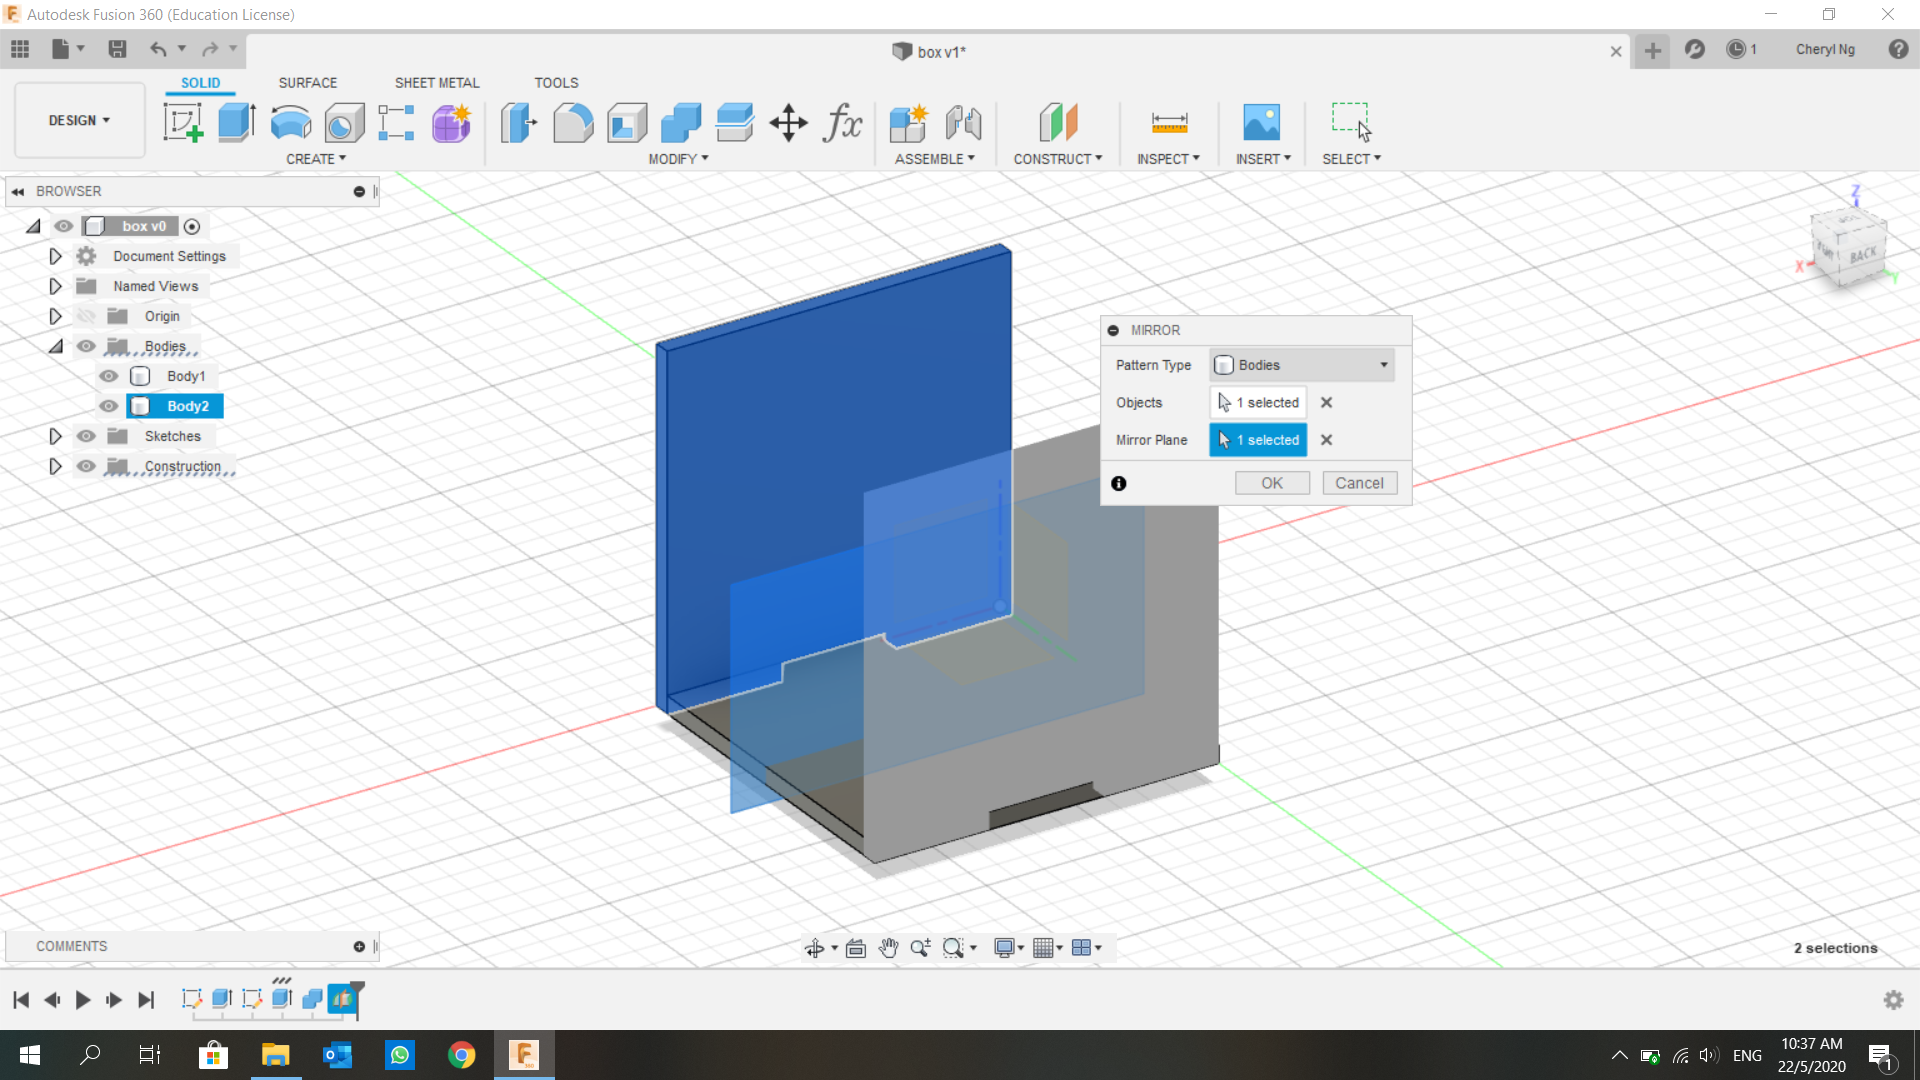 Autodesk Fusion 360 (Education License)
box v1*
1
Cheryl Ng
SOLID
SURFACE
SHEET METAL
TOOLS
DESIGN
fx
CREATE
MODIFY
ASSEMBLE
CONSTRUCT
INSPECT
INSERT
SELECT
BROWSER
box v0
Document Settings
Named Views
Origin
Bodies
Body1
Body2
Sketches
Construction
Z
BACK
X
Y
MIRROR
Pattern Type Bodies
Objects 1 selected
Mirror Plane 1 selected
OK Cancel
COMMENTS
2 selections
ENG
10:37 AM
22/5/2020
1